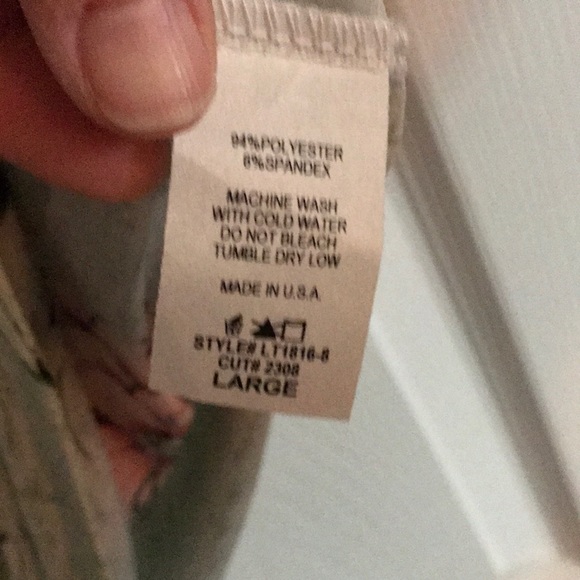 94%POLYESTER
6%SPANDEX
MACHINE WASH
WITH COLD WATER
DO NOT BLEACH
TUMBLE DRY LOW
MADE IN U.S.A.
STYLE# LT1816-8
CUT# 2308
LARGE